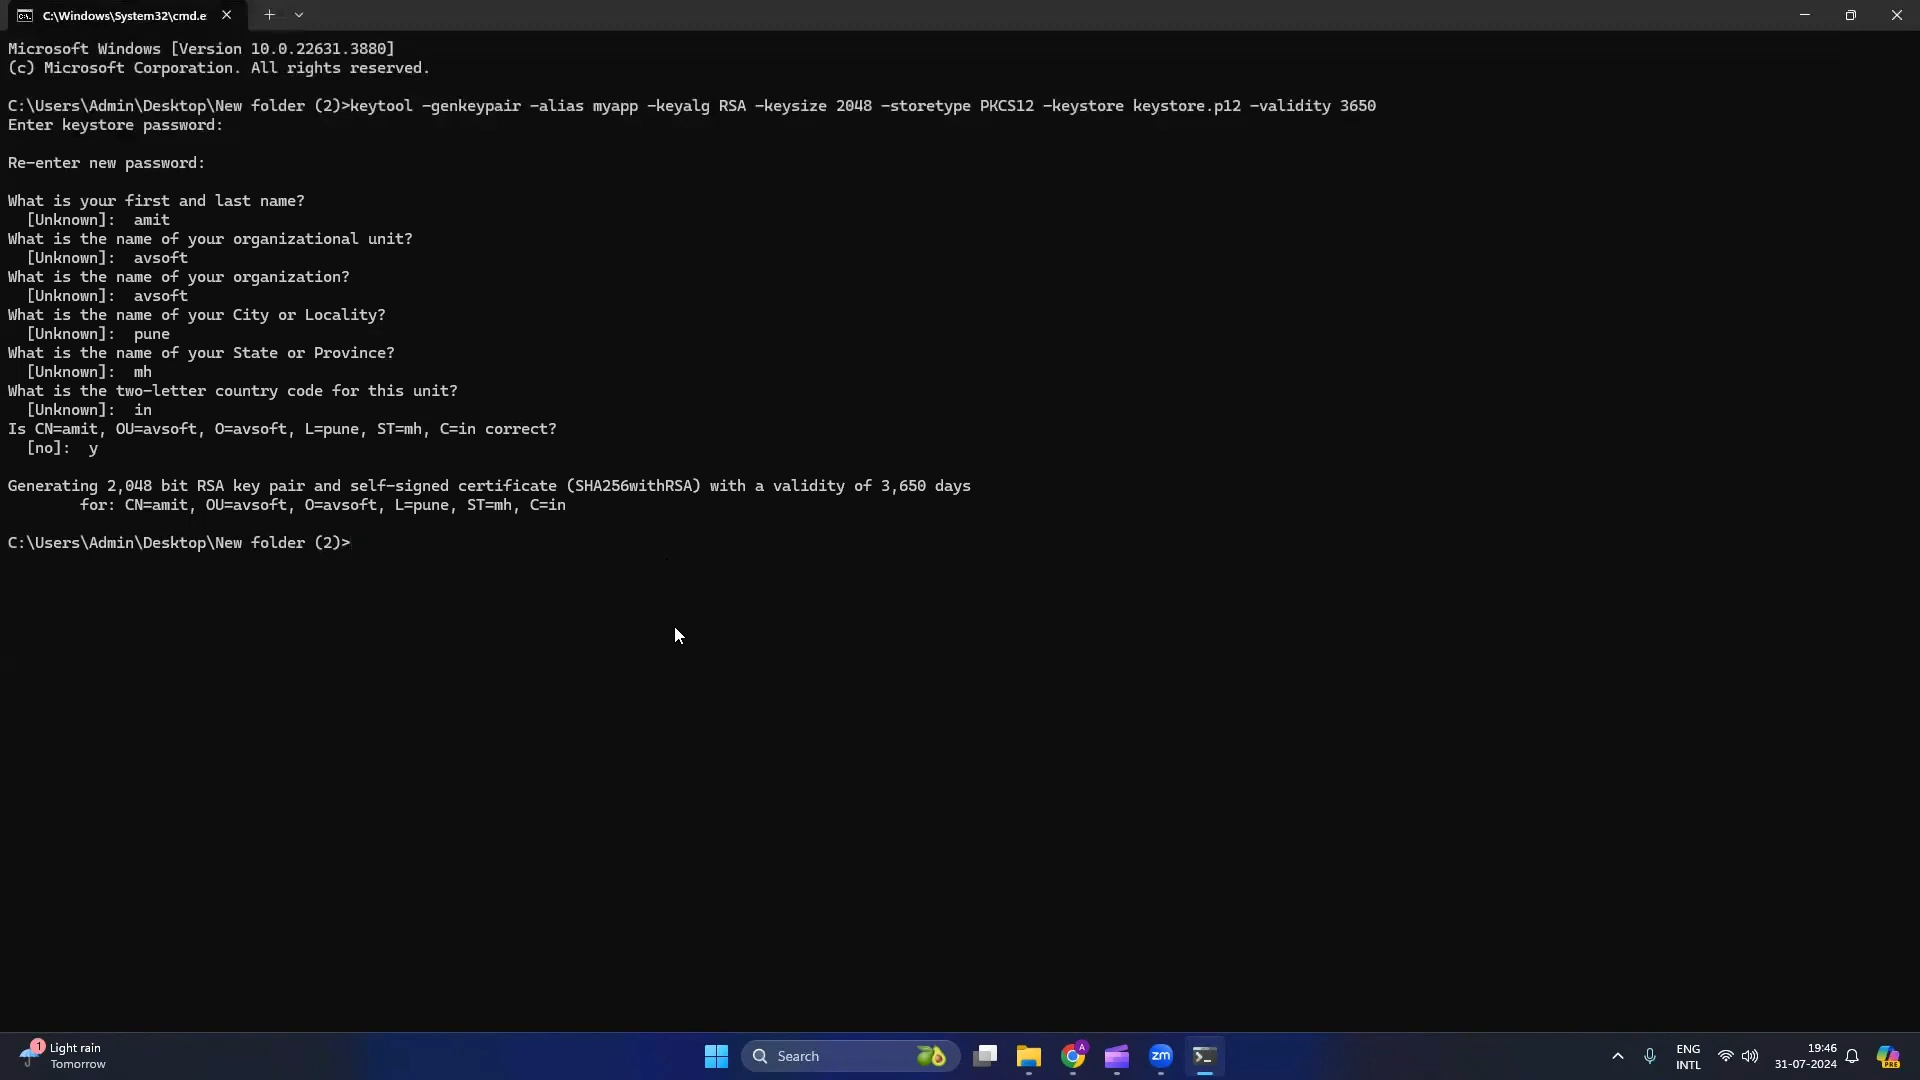 C:\Windows\System32\cmd.e
Microsoft Windows [Version 10.0.22631.3880]
(c) Microsoft Corporation. All rights reserved.
C:\Users\Admin\Desktop\New folder (2)>keytool -genkeypair -alias myapp -keyalg RSA -keysize 2048 -storetype PKCS12 -keystore keystore.p12 -validity 3650
Enter keystore password:
Re-enter new password:
What is your first and last name?
[Unknown]:  amit
What is the name of your organizational unit?
[Unknown]:  avsoft
What is the name of your organization?
[Unknown]:  avsoft
What is the name of your City or Locality?
[Unknown]:  pune
What is the name of your State or Province?
[Unknown]:  mh
What is the two-letter country code for this unit?
[Unknown]:  in
Is CN=amit, OU=avsoft, O=avsoft, L=pune, ST=mh, C=in correct?
[no]:  y
Generating 2,048 bit RSA key pair and self-signed certificate (SHA256withRSA) with a validity of 3,650 days
for: CN=amit, OU=avsoft, O=avsoft, L=pune, ST=mh, C=in
C:\Users\Admin\Desktop\New folder (2)>
1
Light rain
Tomorrow
Search
A
zm
ENG
INTL
19:46
31-07-2024
PRE